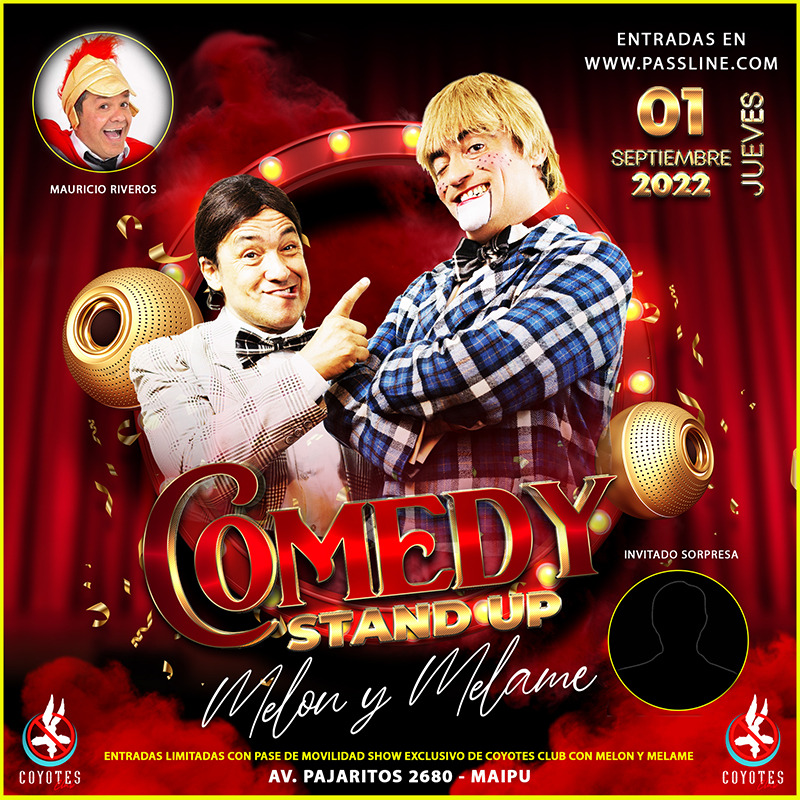 ENTRADAS EN
WWW.PASSLINE.COM
01
SEPTIEMBRE
2022
JUEVES
MAURICIO RIVEROS
COMEDY
STAND UP
Melon y Melame
INVITADO SORPRESA
ENTRADAS LIMITADAS CON PASE DE MOVILIDAD SHOW EXCLUSIVO DE COYOTES CLUB CON MELON Y MELAME
AV. PAJARITOS 2680 - MAIPU
COYOTES
COYOTES